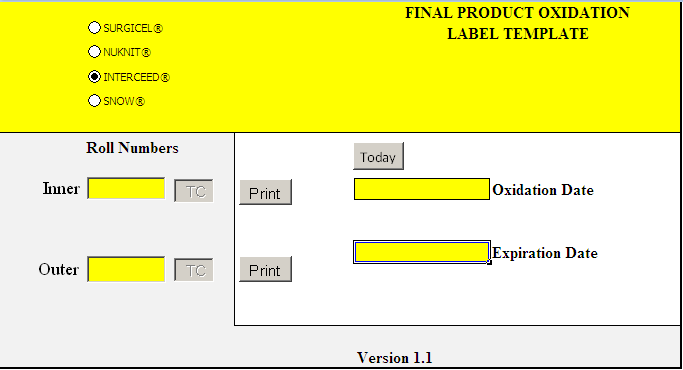 FINAL PRODUCT OXIDATION
LABEL TEMPLATE
SURGICEL®
NUKNIT®
INTERCEED®
SNOW®
Roll Numbers
Today
Inner TC Print Oxidation Date
Expiration Date
Outer TC Print
Version 1.1